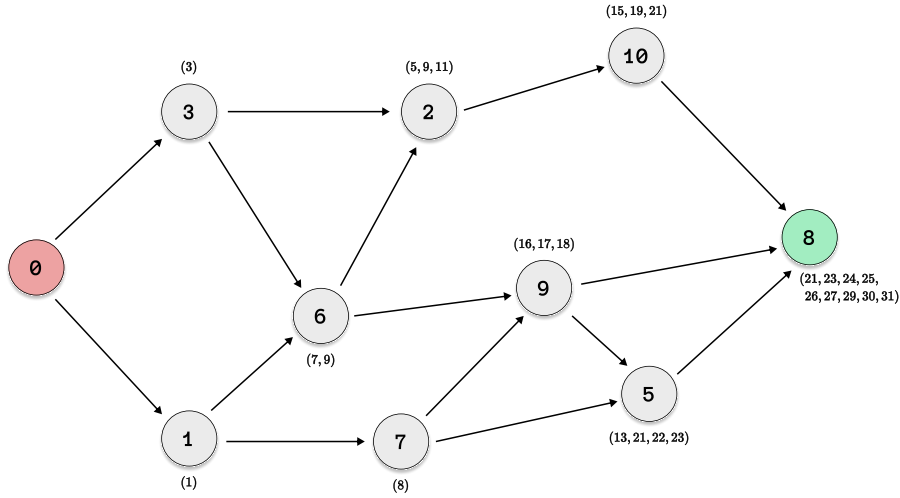 (15, 19, 21)
10
(3)
3
(5, 9, 11)
2
8
(21, 23, 24, 25,
26, 27, 29, 30, 31)
0
(16, 17, 18)
9
6
(7, 9)
5
(13, 21, 22, 23)
1
(1)
7
(8)